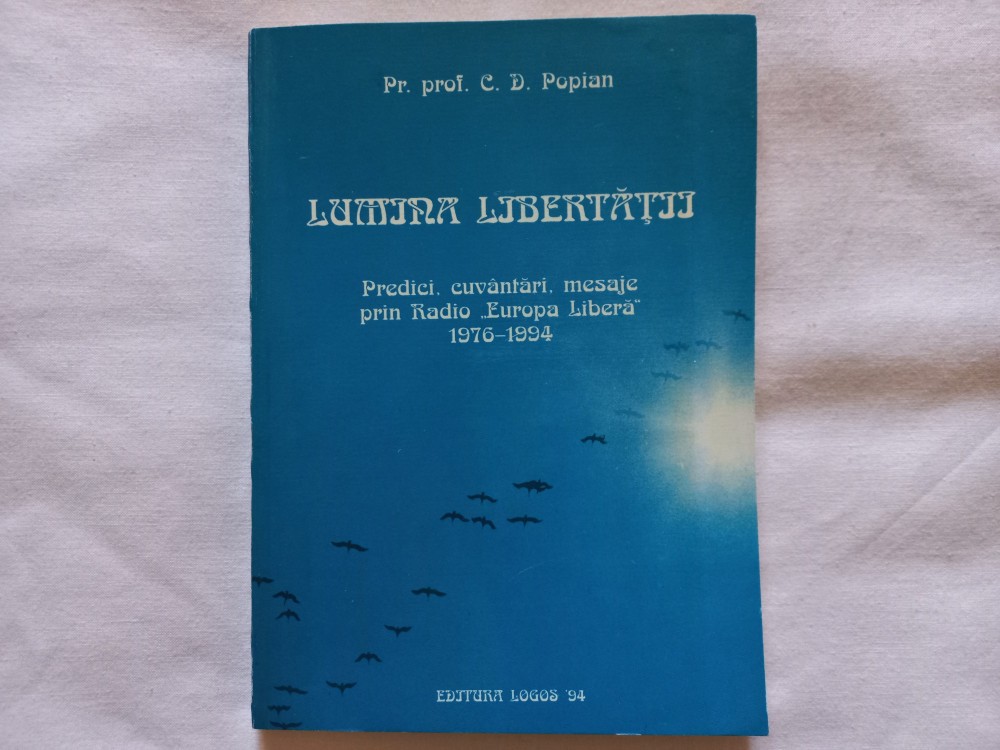 Pr. prof. C. D. Popian
LUMINA LIBERTĂŢII
Predici, cuvântări, mesaje
prin Radio „Europa Liberă"
1976-1994
EDITURA LOGOS '94